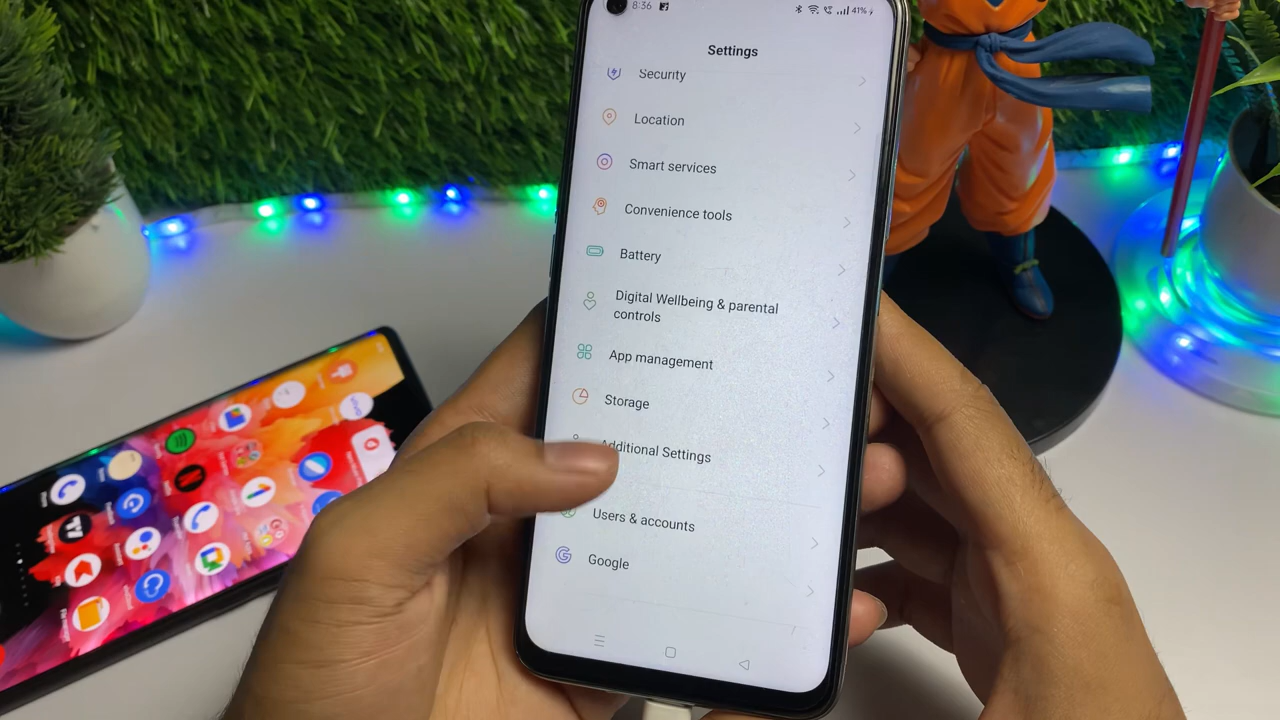 8:36
41%
Settings
Security
Location
Smart services
Convenience tools
Battery
Digital Wellbeing & parental
controls
App management
Storage
Additional Settings
Users & accounts
Google